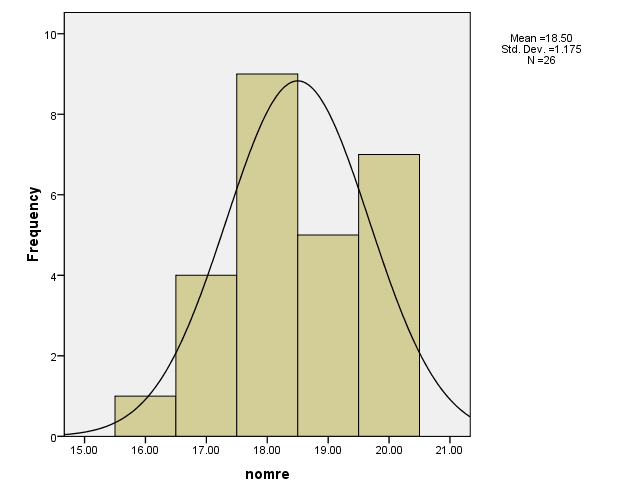 Mean =18.50
Std. Dev. =1.175
N =26
Frequency
10
8
6
4
2
0
15.00 16.00 17.00 18.00 19.00 20.00 21.00
nomre